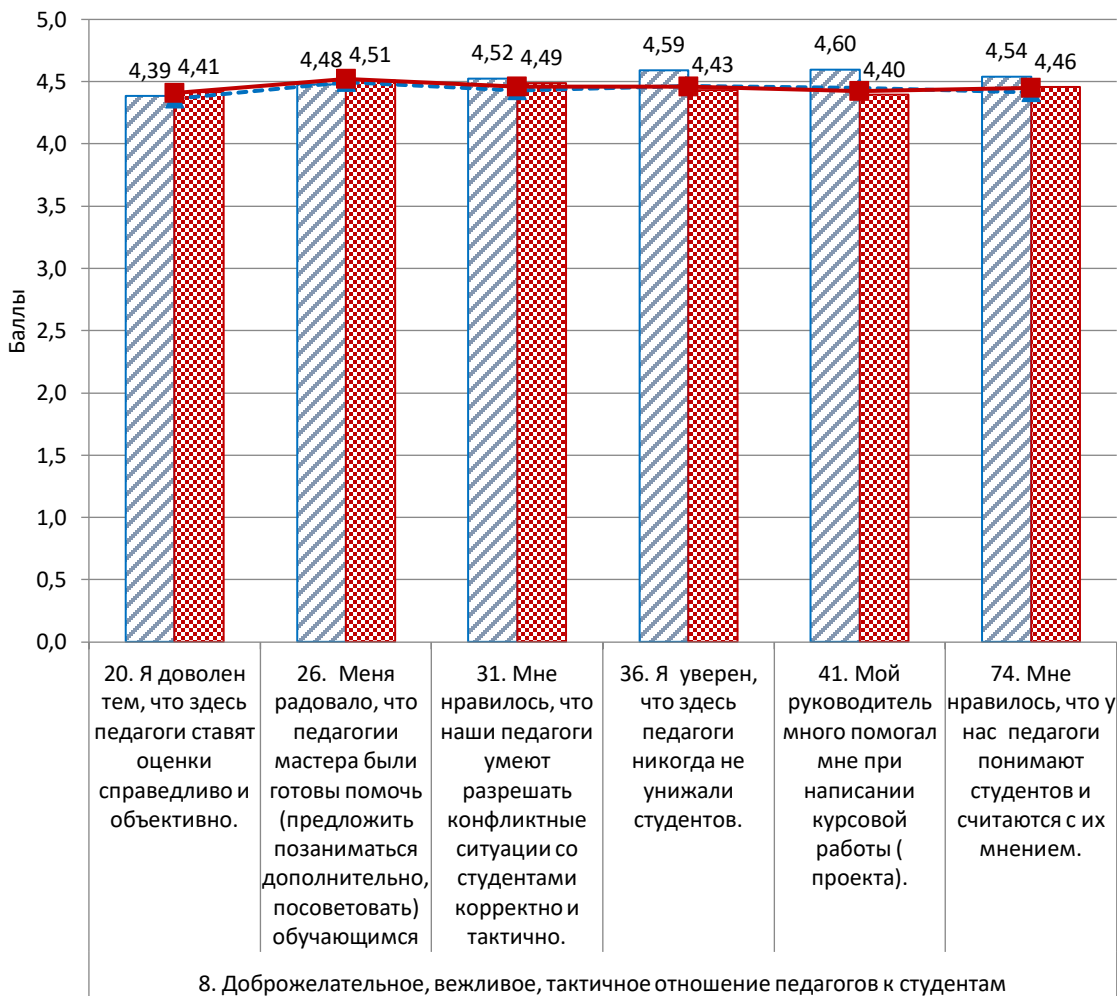 5,0
4,5
4,0
3,5
3,0
2,5
2,0
1,5
1,0
0,5
0,0
Баллы
4,39 4,41
4,48 4,51
4,52 4,49
4,59 4,43
4,60 4,40
4,54 4,46
20. Я доволен
тем, что здесь
педагоги ставят
оценки
справедливо и
объективно.
26. Меня
радовало, что
педагогии
мастера были
готовы помочь
(предложить
позаниматься
дополнительно,
посоветовать)
обучающимся
31. Мне
нравилось, что
наши педагоги
умеют
разрешать
конфликтные
ситуации со
студентами
корректно и
тактично.
36. Я уверен,
что здесь
педагоги
никогда не
унижали
студентов.
41. Мой
руководитель
много помогал
мне при
написании
курсовой
работы (
проекта).
74. Мне
нравилось, что у
нас педагоги
понимают
студентов и
считаются с их
мнением.
8. Доброжелательное, вежливое, тактичное отношение педагогов к студентам